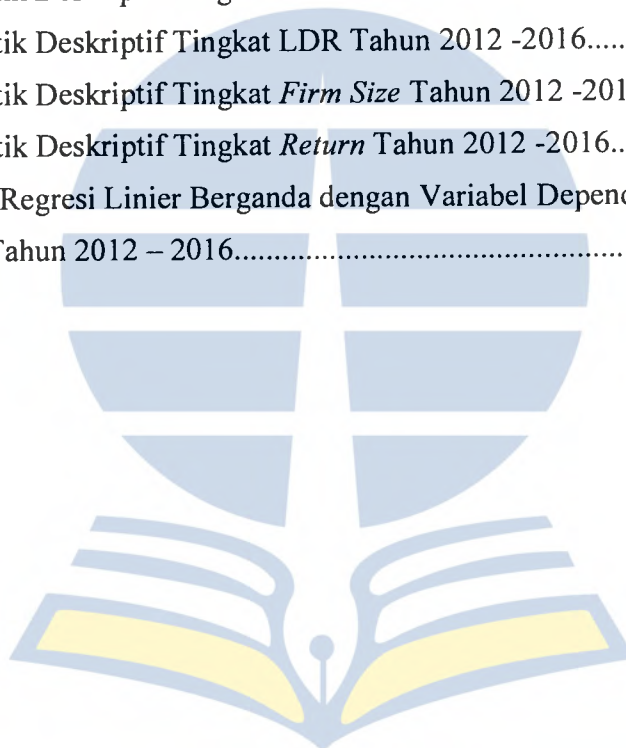 tik Deskriptif Tingkat LDR Tahun 2012 -2016.....
tik Deskriptif Tingkat Firm Size Tahun 2012 -201
tik Deskriptif Tingkat Return Tahun 2012 -2016..
Regresi Linier Berganda dengan Variabel Depend
Tahun 2012 – 2016..........................................................